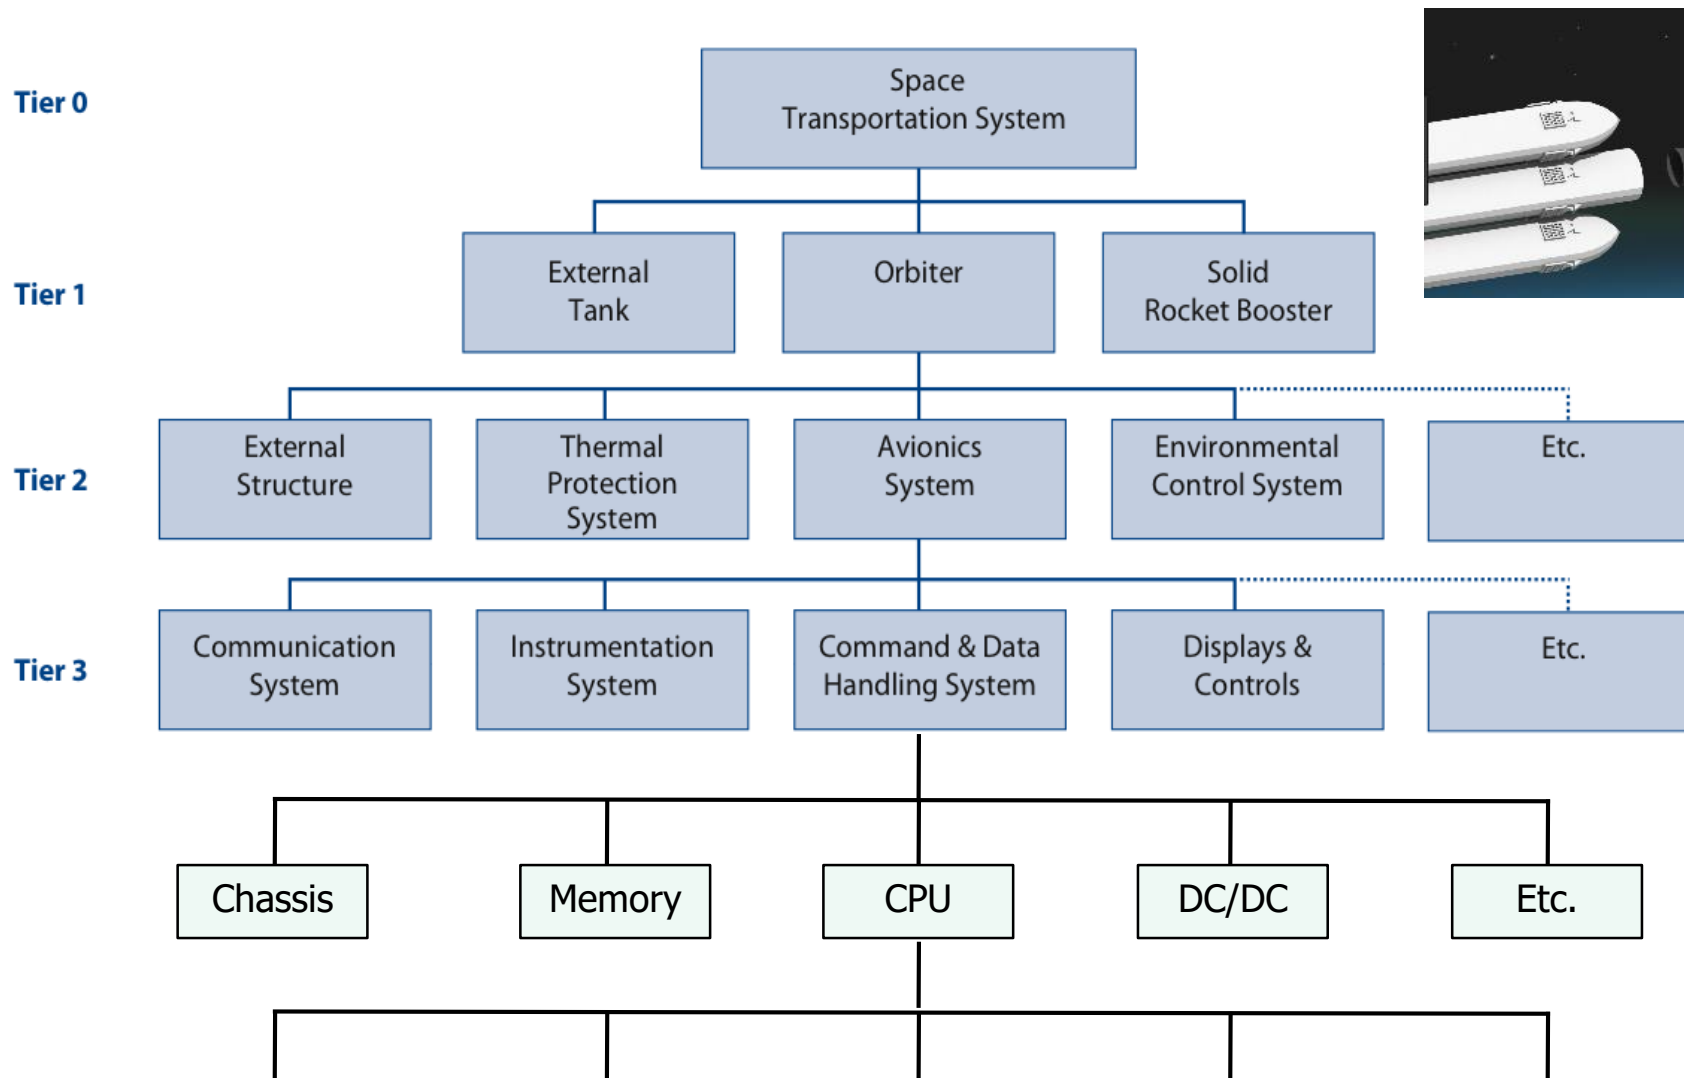 Tier 0
Space
Transportation System
Tier 1
External
Tank
Orbiter
Solid
Rocket Booster
Tier 2
External
Structure
Thermal
Protection
System
Avionics
System
Environmental
Control System
Etc.
Tier 3
Communication
System
Instrumentation
System
Command & Data
Handling System
Displays &
Controls
Etc.
Chassis
Memory
CPU
DC/DC
Etc.